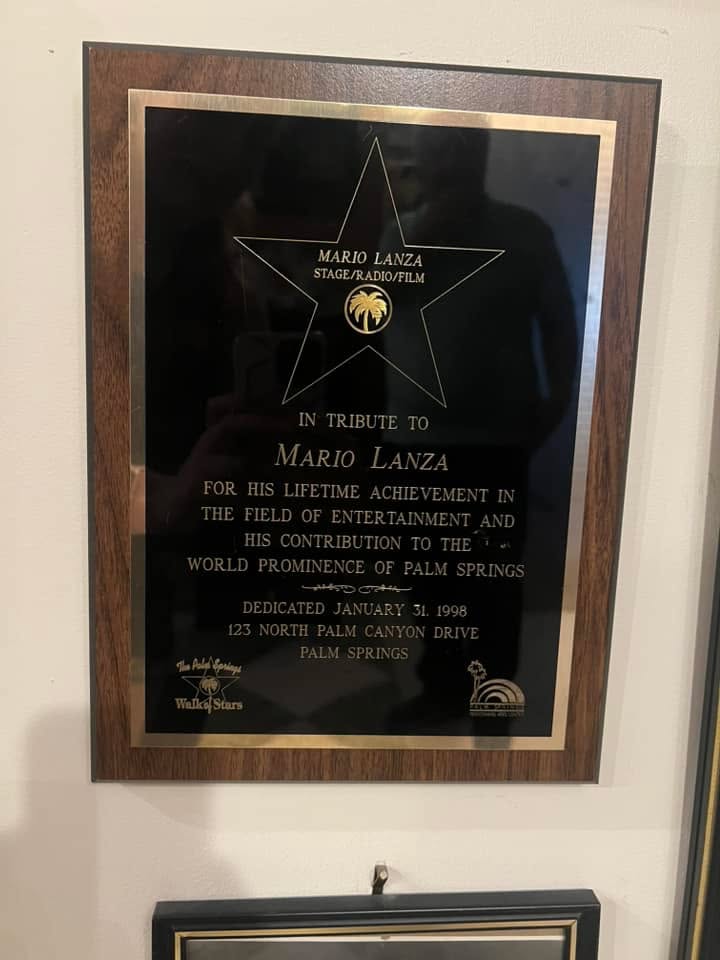 MARIO LANZA
STAGE/RADIO/FILM
IN TRIBUTE TO
MARIO LANZA
FOR HIS LIFETIME ACHIEVEMENT IN
THE FIELD OF ENTERTAINMENT AND
HIS CONTRIBUTION TO THE
WORLD PROMINENCE OF PALM SPRINGS
DEDICATED JANUARY 31, 1998
123 NORTH PALM CANYON DRIVE
PALM SPRINGS
The Palm Springs
Walk of Stars
PALM SPRINGS